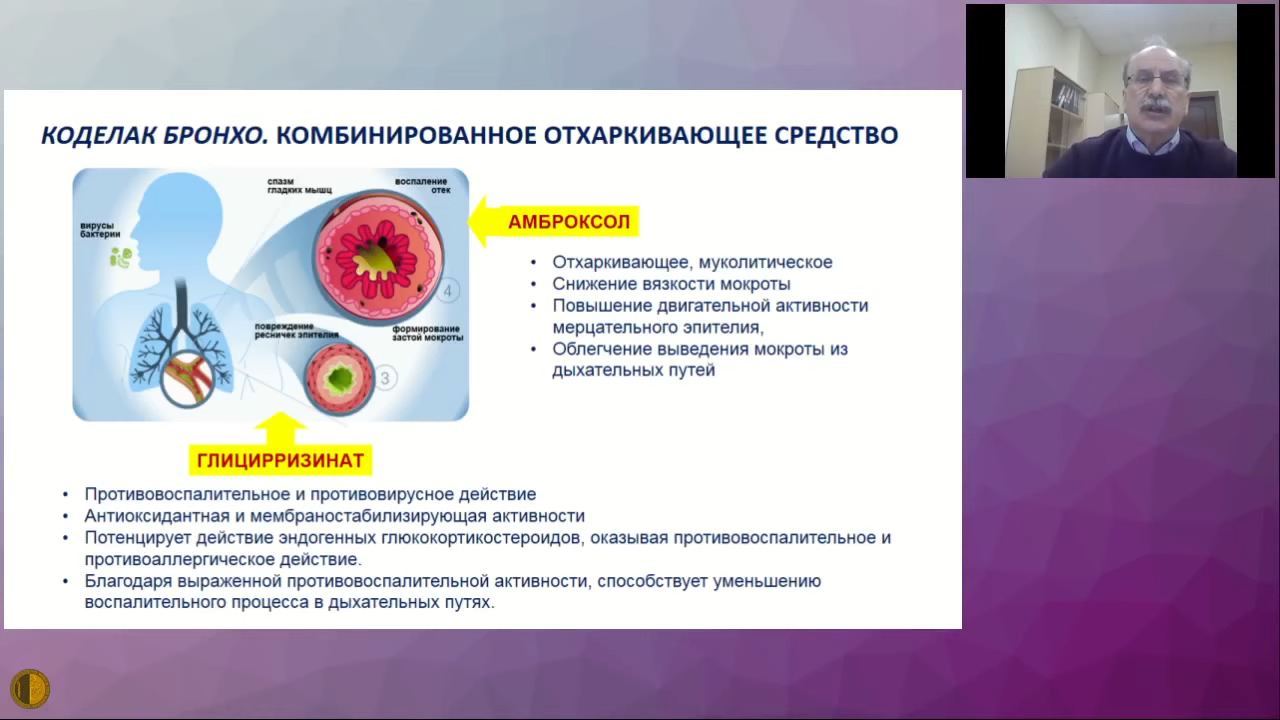 КОДЕЛАК БРОНХО. КОМБИНИРОВАННОЕ ОТХАРКИВАЮЩЕЕ СРЕДСТВО
спазм
гладких мышц
воспаление
отек
вирусы
бактерии
4
повреждение
ресничек эпителия
формирование
застой мокроты
3
АМБРОКСОЛ
• Отхаркивающее, муколитическое
• Снижение вязкости мокроты
• Повышение двигательной активности
мерцательного эпителия,
• Облегчение выведения мокроты из
дыхательных путей
ГЛИЦИРРИЗИНАТ
• Противовоспалительное и противовирусное действие
• Антиоксидантная и мембраностабилизирующая активности
• Потенцирует действие эндогенных глюкокортикостероидов, оказывая противовоспалительное и
противоаллергическое действие.
• Благодаря выраженной противовоспалительной активности, способствует уменьшению
воспалительного процесса в дыхательных путях.